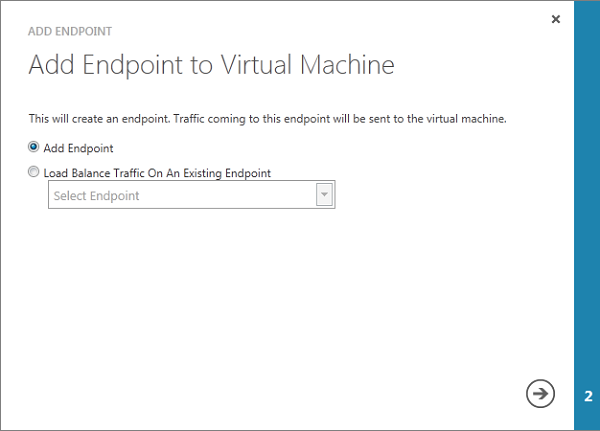 ADD ENDPOINT
Add Endpoint to Virtual Machine
This will create an endpoint. Traffic coming to this endpoint will be sent to the virtual machine.
Add Endpoint
Load Balance Traffic On An Existing Endpoint
Select Endpoint
2